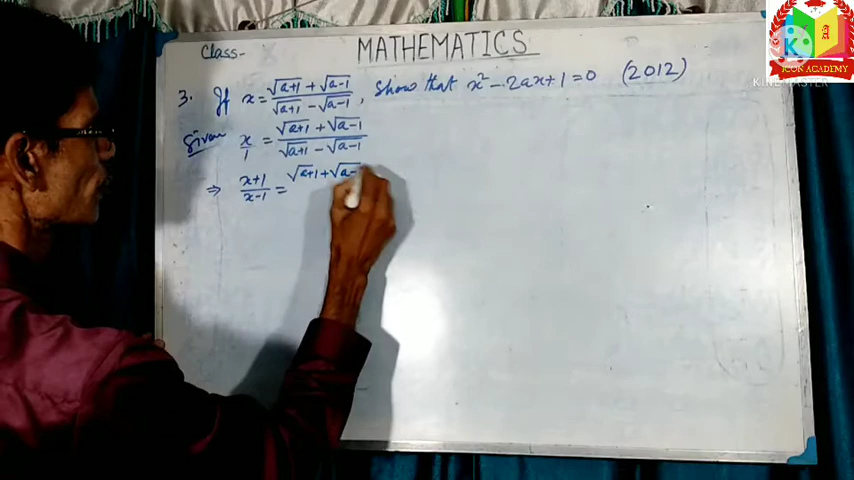 Class- MATHEMATICS
3. If x = (√a+1 + √a-1)/(√a+1 - √a-1), Show that x² - 2ax + 1 = 0 (2012)
Given x/1 = (√a+1 + √a-1)/(√a+1 - √a-1)
⇒ (x+1)/(x-1) = √a+1 + √a-
K A
ICON ACADEMY
KINEMASTER